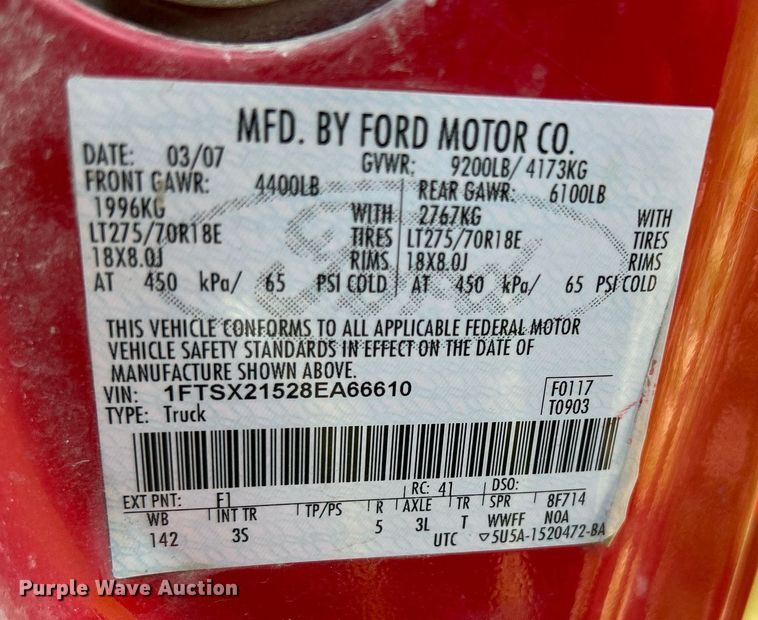 MFD. BY FORD MOTOR CO.
DATE: 03/07 GVWR: 9200LB/ 4173KG
FRONT GAWR: 4400LB REAR GAWR: 6100LB
1996KG WITH 2767KG WITH
LT275/70R18E TIRES LT275/70R18E TIRES
18X8.0J RIMS 18X8.0J RIMS
AT 450 kPa/ 65 PSI COLD AT 450 kPa/ 65 PSI COLD
THIS VEHICLE CONFORMS TO ALL APPLICABLE FEDERAL MOTOR
VEHICLE SAFETY STANDARDS IN EFFECT ON THE DATE OF
MANUFACTURE SHOWN ABOVE.
VIN: 1FTSX21528EA66610 F0117
TYPE: Truck T0903
EXT PNT: F1 RC: 41 DSO:
WB INT TR TP/PS R AXLE TR SPR 8F714
142 3S 5 3L T WWFF N0A
UTC ▽5U5A-1520472-BA
Purple Wave Auction